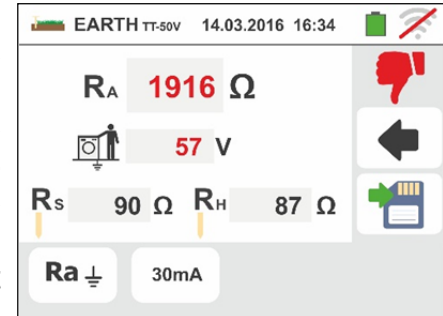 EARTH TT-50V 14.03.2016 16:34
RA 1916 Ω
57 V
RS 90 Ω RH 87 Ω
Ra 30mA